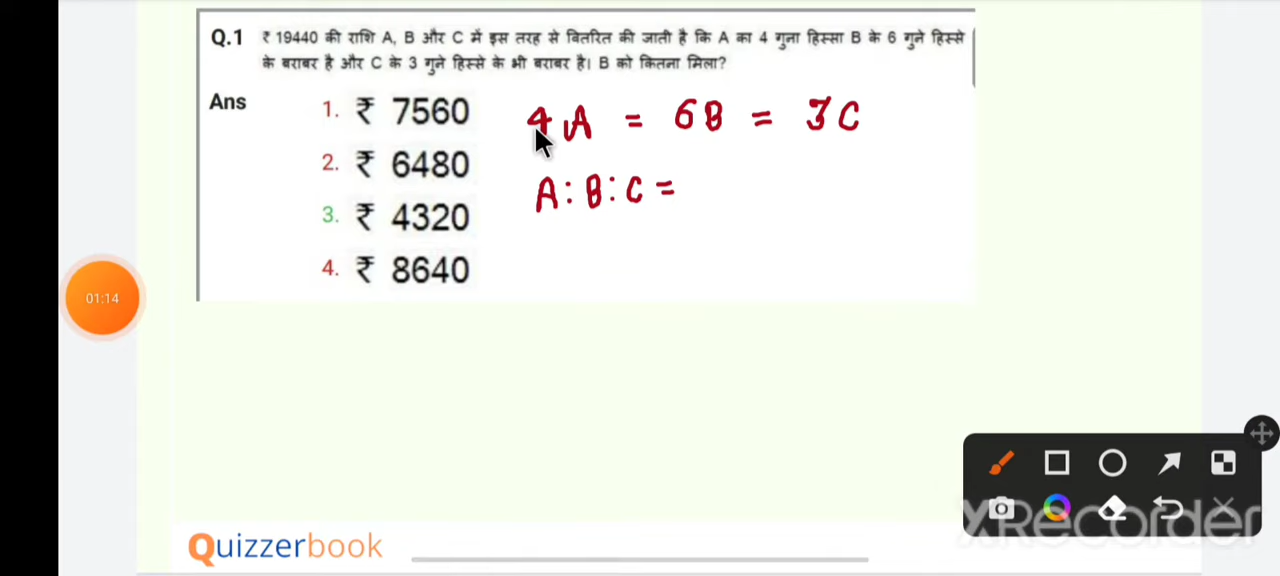 Q.1 ₹ 19440 की राशि A, B और C में इस तरह से वितरित की जाती है कि A का 4 गुना हिस्सा B के 6 गुने हिस्से
के बराबर है और C के 3 गुने हिस्से के भी बराबर है। B को कितना मिला?
Ans 1. ₹ 7560
2. ₹ 6480
3. ₹ 4320
4. ₹ 8640
4A = 6B = 3C
A:B:C =
01:14
XRecorder
Quizzerbook